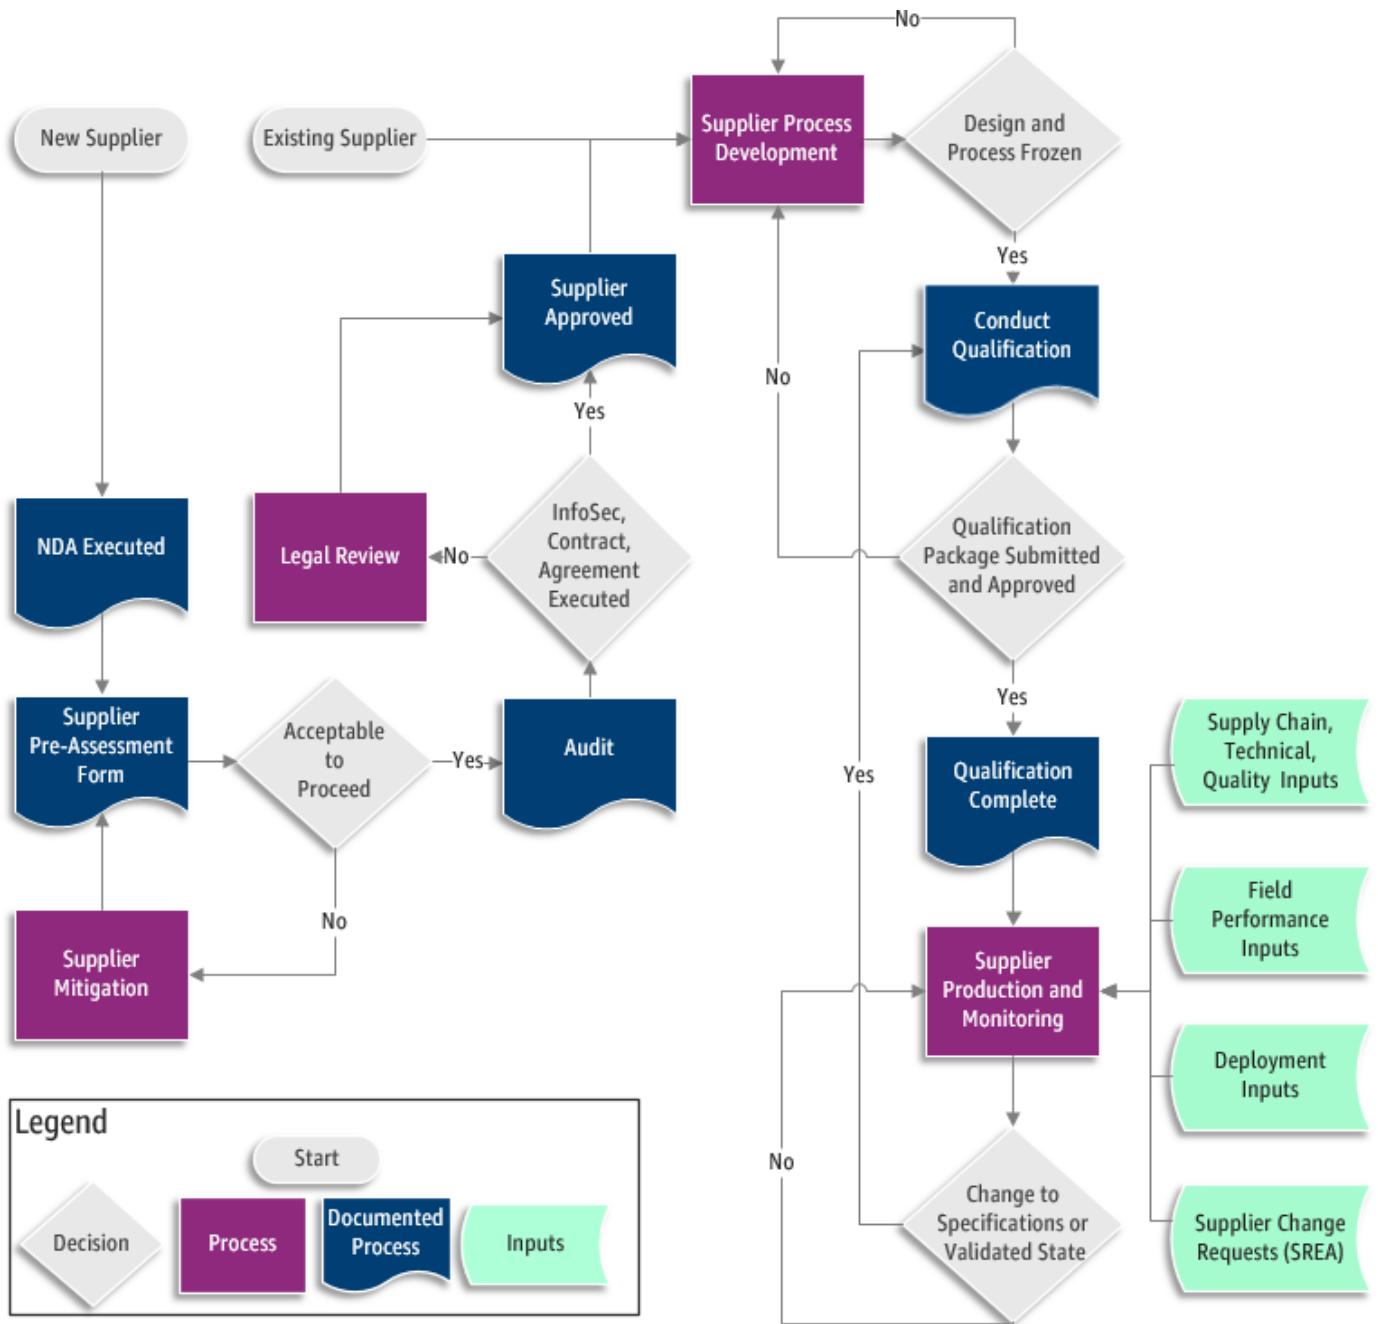 No
New Supplier
Existing Supplier
Supplier Process
Development
Design and
Process Frozen
Yes
Supplier
Approved
Conduct
Qualification
No
Yes
NDA Executed
Legal Review
No
InfoSec,
Contract,
Agreement
Executed
Qualification
Package Submitted
and Approved
Yes
Supplier
Pre-Assessment
Form
Acceptable
to
Proceed
Yes
Audit
Yes
Qualification
Complete
Supply Chain,
Technical,
Quality Inputs
No
Field
Performance
Inputs
Supplier
Mitigation
Supplier
Production and
Monitoring
Deployment
Inputs
No
Change to
Specifications or
Validated State
Supplier Change
Requests (SREA)
Legend
Start
Decision
Process
Documented
Process
Inputs